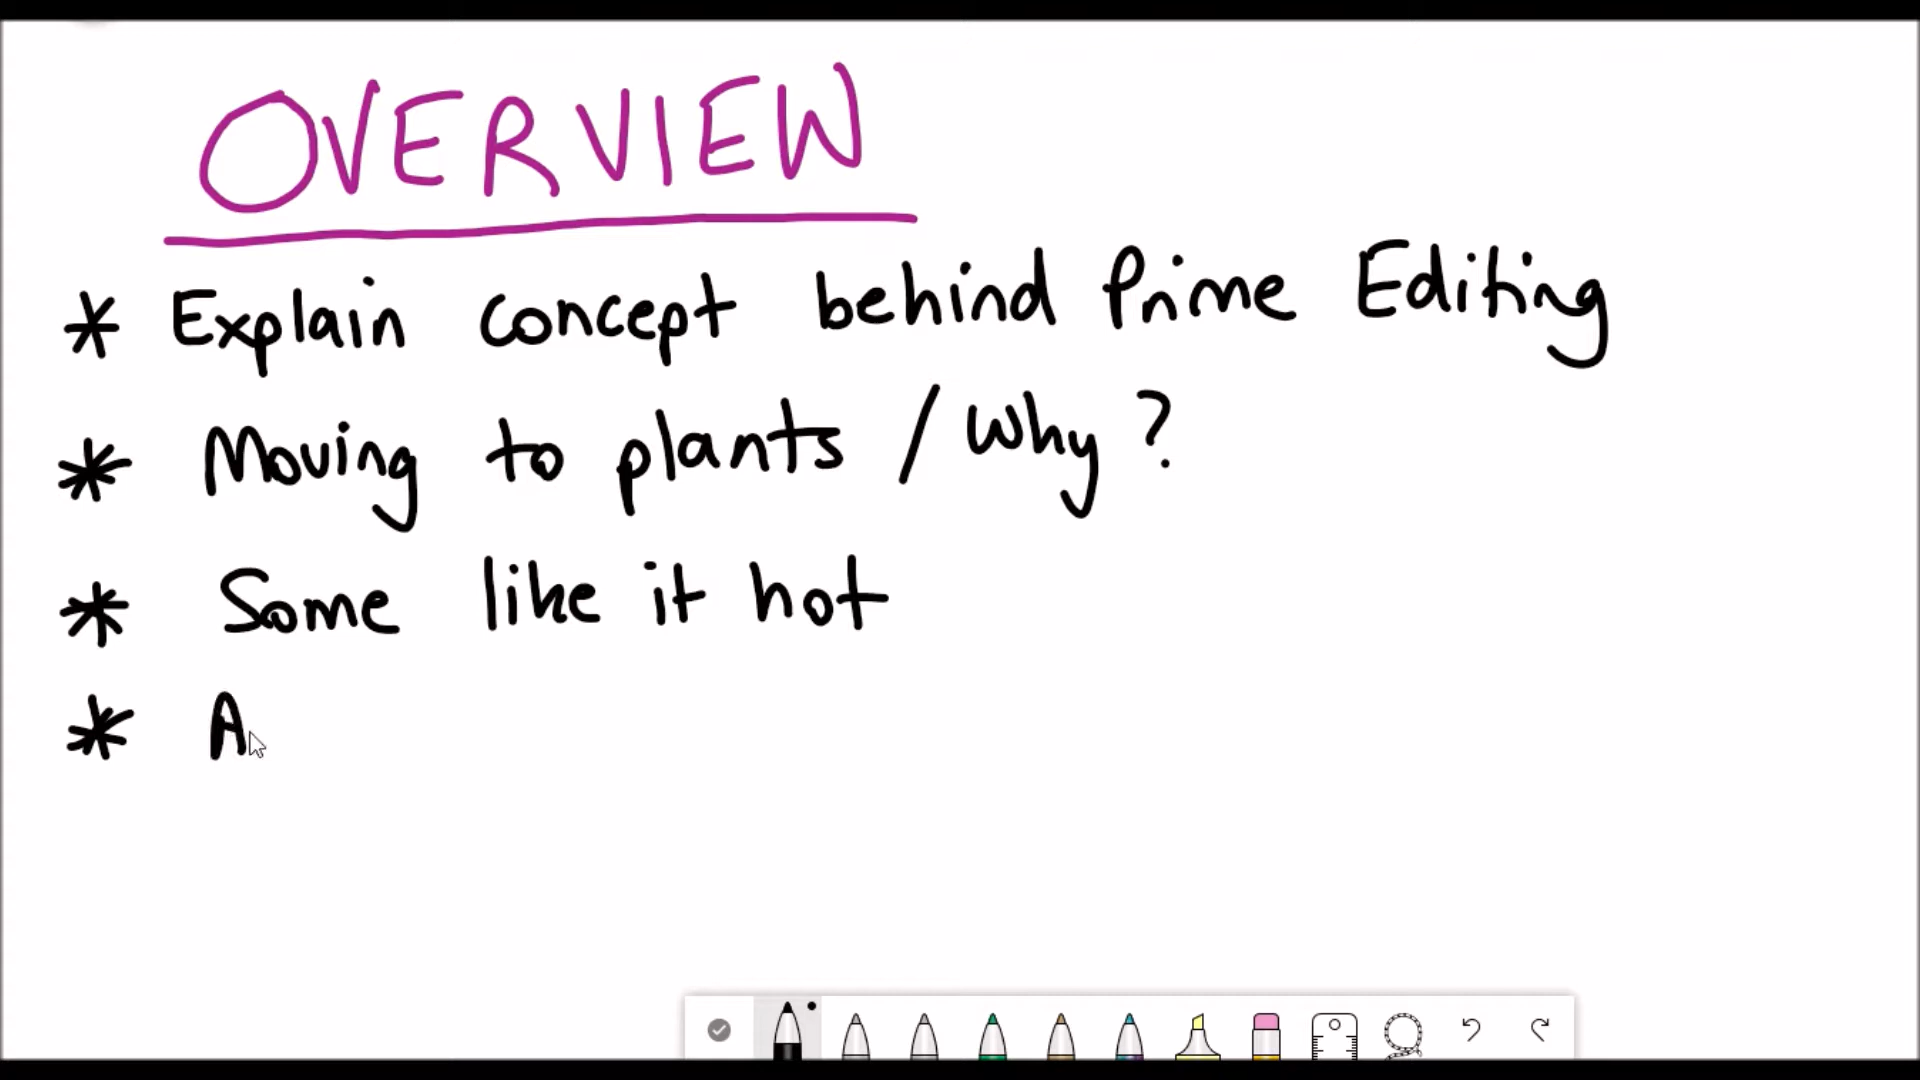 OVERVIEW
* Explain concept behind Prime Editing
* Moving to plants / Why?
* Some like it hot
* A